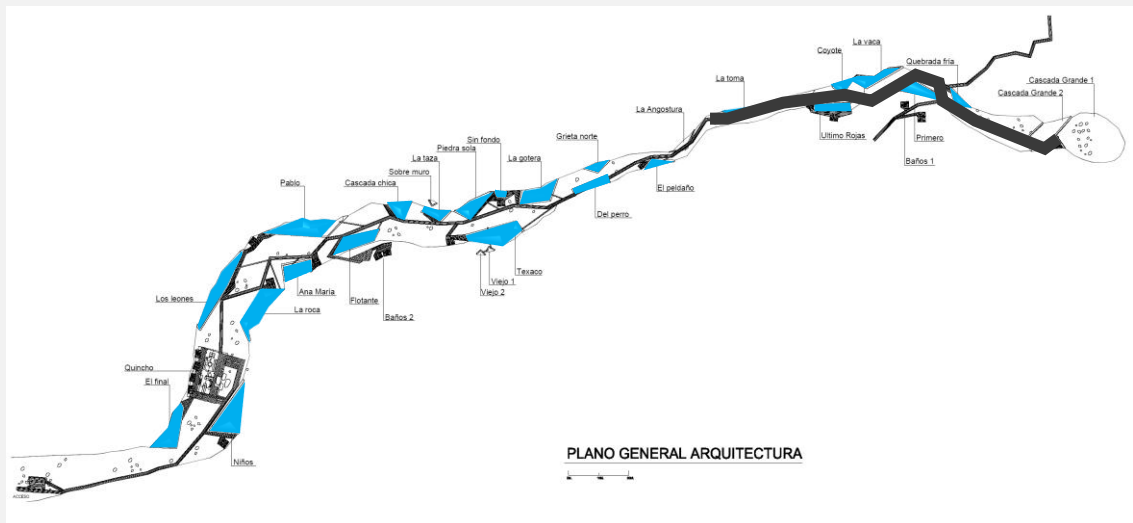 La vaca
Coyote
Quebrada fria
Cascada Grande 1
La toma
Cascada Grande 2
La Angostura
Ultimo Rojas
Primero
Sin fondo
Grieta norte
Piedra sola
La taza
La gotera
Baños 1
Sobre muro
Cascada chica
Pablo
El peldaño
Del perro
Texaco
Viejo 1
Viejo 2
Ana Maria
Flotante
Los leones
La roca
Baños 2
Quincho
El final
Niños
PLANO GENERAL ARQUITECTURA
ACCESO